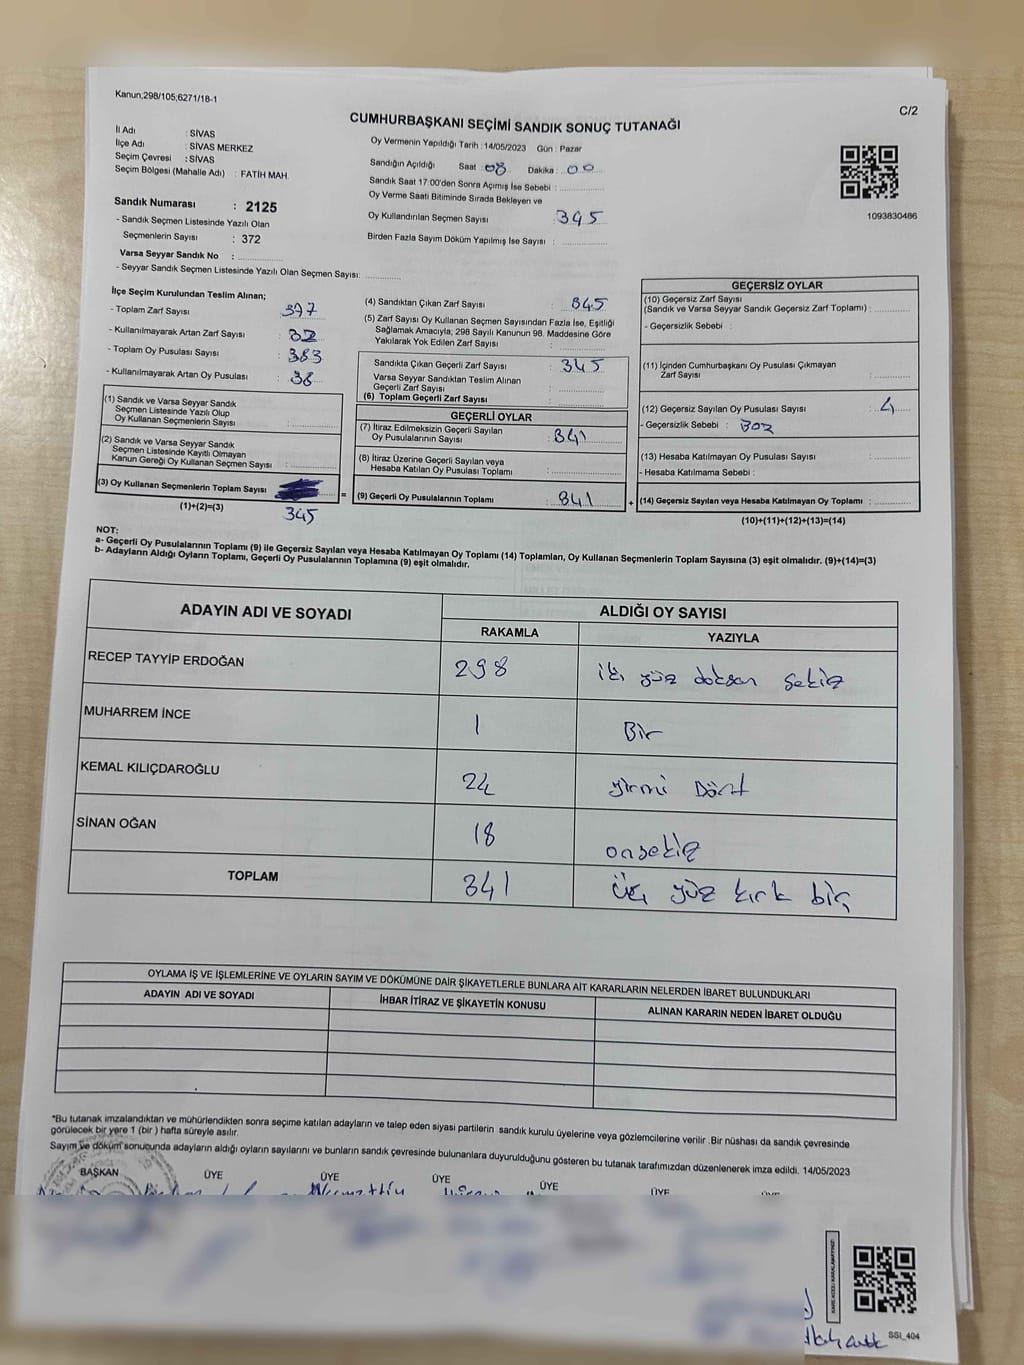 Kanun;298/105;6271/18-1
C/2
CUMHURBAŞKANI SEÇİMİ SANDIK SONUÇ TUTANAĞI
İl Adı : SİVAS
İlçe Adı : SİVAS MERKEZ
Seçim Çevresi : SİVAS
Seçim Bölgesi (Mahalle Adı) : FATİH MAH.
Sandık Numarası : 2125
- Sandık Seçmen Listesinde Yazılı Olan
Seçmenlerin Sayısı : 372
Varsa Seyyar Sandık No : ..............
- Seyyar Sandık Seçmen Listesinde Yazılı Olan Seçmen Sayısı: ............
Oy Vermenin Yapıldığı Tarih : 14/05/2023 Gün : Pazar
Sandığın Açıldığı Saat : 08 Dakika : 00
Sandık Saat 17:00'den Sonra Açımış İse Sebebi : ..............
Oy Verme Saati Bitiminde Sırada Bekleyen ve
Oy Kullandırılan Seçmen Sayısı : 345
Birden Fazla Sayım Döküm Yapılmış İse Sayısı : ..............
1093830486
İlçe Seçim Kurulundan Teslim Alınan;
- Toplam Zarf Sayısı : 377
- Kullanılmayarak Artan Zarf Sayısı : 32
- Toplam Oy Pusulası Sayısı : 383
- Kullanılmayarak Artan Oy Pusulası : 38
(1) Sandık ve Varsa Seyyar Sandık
Seçmen Listesinde Yazılı Olup
Oy Kullanan Seçmenlerin Sayısı : ..............
(2) Sandık ve Varsa Seyyar Sandık
Seçmen Listesinde Kayıtlı Olmayan
Kanun Gereği Oy Kullanan Seçmen Sayısı : ..............
(3) Oy Kullanan Seçmenlerin Toplam Sayısı
(1)+(2)=(3) 345
(4) Sandıktan Çıkan Zarf Sayısı : 345
(5) Zarf Sayısı Oy Kullanan Seçmen Sayısından Fazla İse, Eşitliği
Sağlamak Amacıyla, 298 Sayılı Kanunun 98. Maddesine Göre
Yakılarak Yok Edilen Zarf Sayısı : ..............
Sandıkta Çıkan Geçerli Zarf Sayısı : 345
Varsa Seyyar Sandıktan Teslim Alınan
Geçerli Zarf Sayısı : ..............
(6) Toplam Geçerli Zarf Sayısı : ..............
GEÇERLİ OYLAR
(7) İtiraz Edilmeksizin Geçerli Sayılan
Oy Pusulalarının Sayısı : 341
(8) İtiraz Üzerine Geçerli Sayılan veya
Hesaba Katılan Oy Pusulası Toplamı : ..............
= (9) Geçerli Oy Pusulalarının Toplamı : 341 +
GEÇERSİZ OYLAR
(10) Geçersiz Zarf Sayısı
(Sandık ve Varsa Seyyar Sandık Geçersiz Zarf Toplamı) : ..........
- Geçersizlik Sebebi :
(11) İçinden Cumhurbaşkanı Oy Pusulası Çıkmayan
Zarf Sayısı : ..........
(12) Geçersiz Sayılan Oy Pusulası Sayısı : 4
- Geçersizlik Sebebi :
(13) Hesaba Katılmayan Oy Pusulası Sayısı : ..........
- Hesaba Katılmama Sebebi :
(14) Geçersiz Sayılan veya Hesaba Katılmayan Oy Toplamı : ..........
(10)+(11)+(12)+(13)=(14)
NOT:
a- Geçerli Oy Pusulalarının Toplamı (9) ile Geçersiz Sayılan veya Hesaba Katılmayan Oy Toplamı (14) Toplamları, Oy Kullanan Seçmenlerin Toplam Sayısına (3) eşit olmalıdır. (9)+(14)=(3)
b- Adayların Aldığı Oyların Toplamı, Geçerli Oy Pusulalarının Toplamına (9) eşit olmalıdır.
ADAYIN ADI VE SOYADI ALDIĞI OY SAYISI
RAKAMLA YAZIYLA
RECEP TAYYİP ERDOĞAN 298 iki yüz doksan sekiz
MUHARREM İNCE 1 Bir
KEMAL KILIÇDAROĞLU 24 yirmi Dört
SİNAN OĞAN 18 onsekiz
TOPLAM 341 üç yüz kırk bir
OYLAMA İŞ VE İŞLEMLERİNE VE OYLARIN SAYIM VE DÖKÜMÜNE DAİR ŞİKAYETLERLE BUNLARA AİT KARARLARIN NELERDEN İBARET BULUNDUKLARI
ADAYIN ADI VE SOYADI İHBAR İTİRAZ VE ŞİKAYETİN KONUSU ALINAN KARARIN NEDEN İBARET OLDUĞU
*Bu tutanak imzalandıktan ve mühürlendikten sonra seçime katılan adayların ve talep eden siyasi partilerin sandık kurulu üyelerine veya gözlemcilerine verilir .Bir nüshası da sandık çevresinde
görülecek bir yere 1 (bir ) hafta süreyle asılır.
Sayım ve döküm sonucunda adayların aldığı oyların sayılarını ve bunların sandık çevresinde bulunanlara duyurulduğunu gösteren bu tutanak tarafımızdan düzenlenerek imza edildi. 14/05/2023
BAŞKAN ÜYE ÜYE ÜYE ÜYE ÜYE
SSI_404